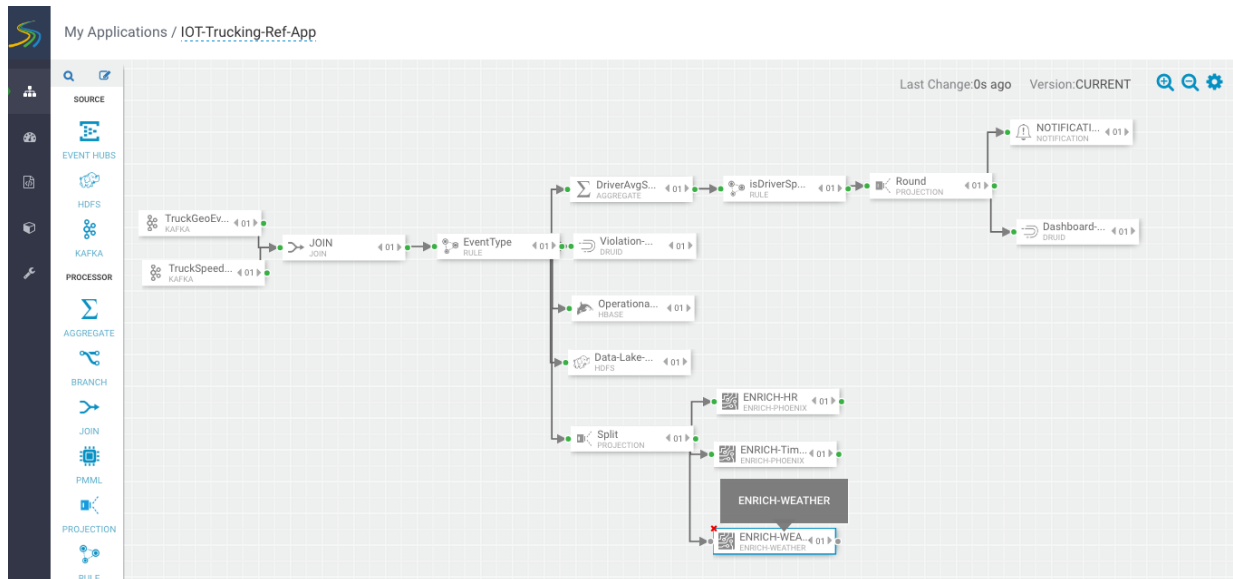 My Applications / IOT-Trucking-Ref-App
Last Change:0s ago Version:CURRENT
SOURCE
EVENT HUBS
HDFS
KAFKA
PROCESSOR
AGGREGATE
BRANCH
JOIN
PMML
PROJECTION
RULE
TruckGeoEv... 01
KAFKA
TruckSpeed... 01
KAFKA
JOIN 01
JOIN
EventType 01
RULE
DriverAvgS... 01
AGGREGATE
isDriverSp... 01
RULE
Round 01
PROJECTION
NOTIFICATI... 01
NOTIFICATION
Dashboard-... 01
DRUID
Violation-... 01
DRUID
Operationa... 01
HBASE
Data-Lake-... 01
HDFS
Split 01
PROJECTION
ENRICH-HR 01
ENRICH-PHOENIX
ENRICH-Tim... 01
ENRICH-PHOENIX
ENRICH-WEATHER
ENRICH-WEA... 01
ENRICH-WEATHER